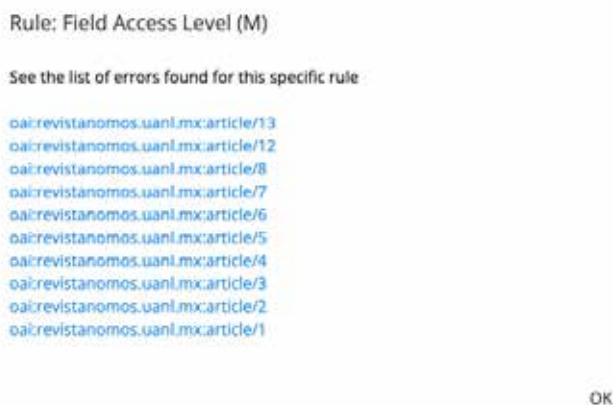 Rule: Field Access Level (M)
See the list of errors found for this specific rule
oai:revistanomos.uanl.mx:article/13
oai:revistanomos.uanl.mx:article/12
oai:revistanomos.uanl.mx:article/8
oai:revistanomos.uanl.mx:article/7
oai:revistanomos.uanl.mx:article/6
oai:revistanomos.uanl.mx:article/5
oai:revistanomos.uanl.mx:article/4
oai:revistanomos.uanl.mx:article/3
oai:revistanomos.uanl.mx:article/2
oai:revistanomos.uanl.mx:article/1
OK